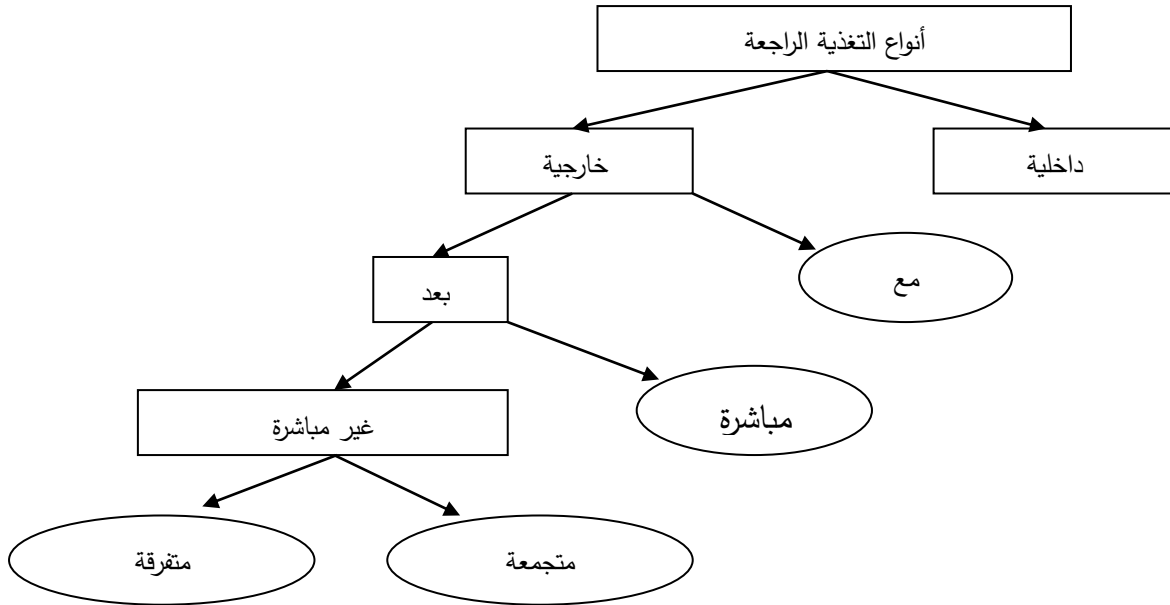 أنواع التغذية الراجعة
داخلية
خارجية
مع
بعد
مباشرة
غير مباشرة
متجمعة
متفرقة